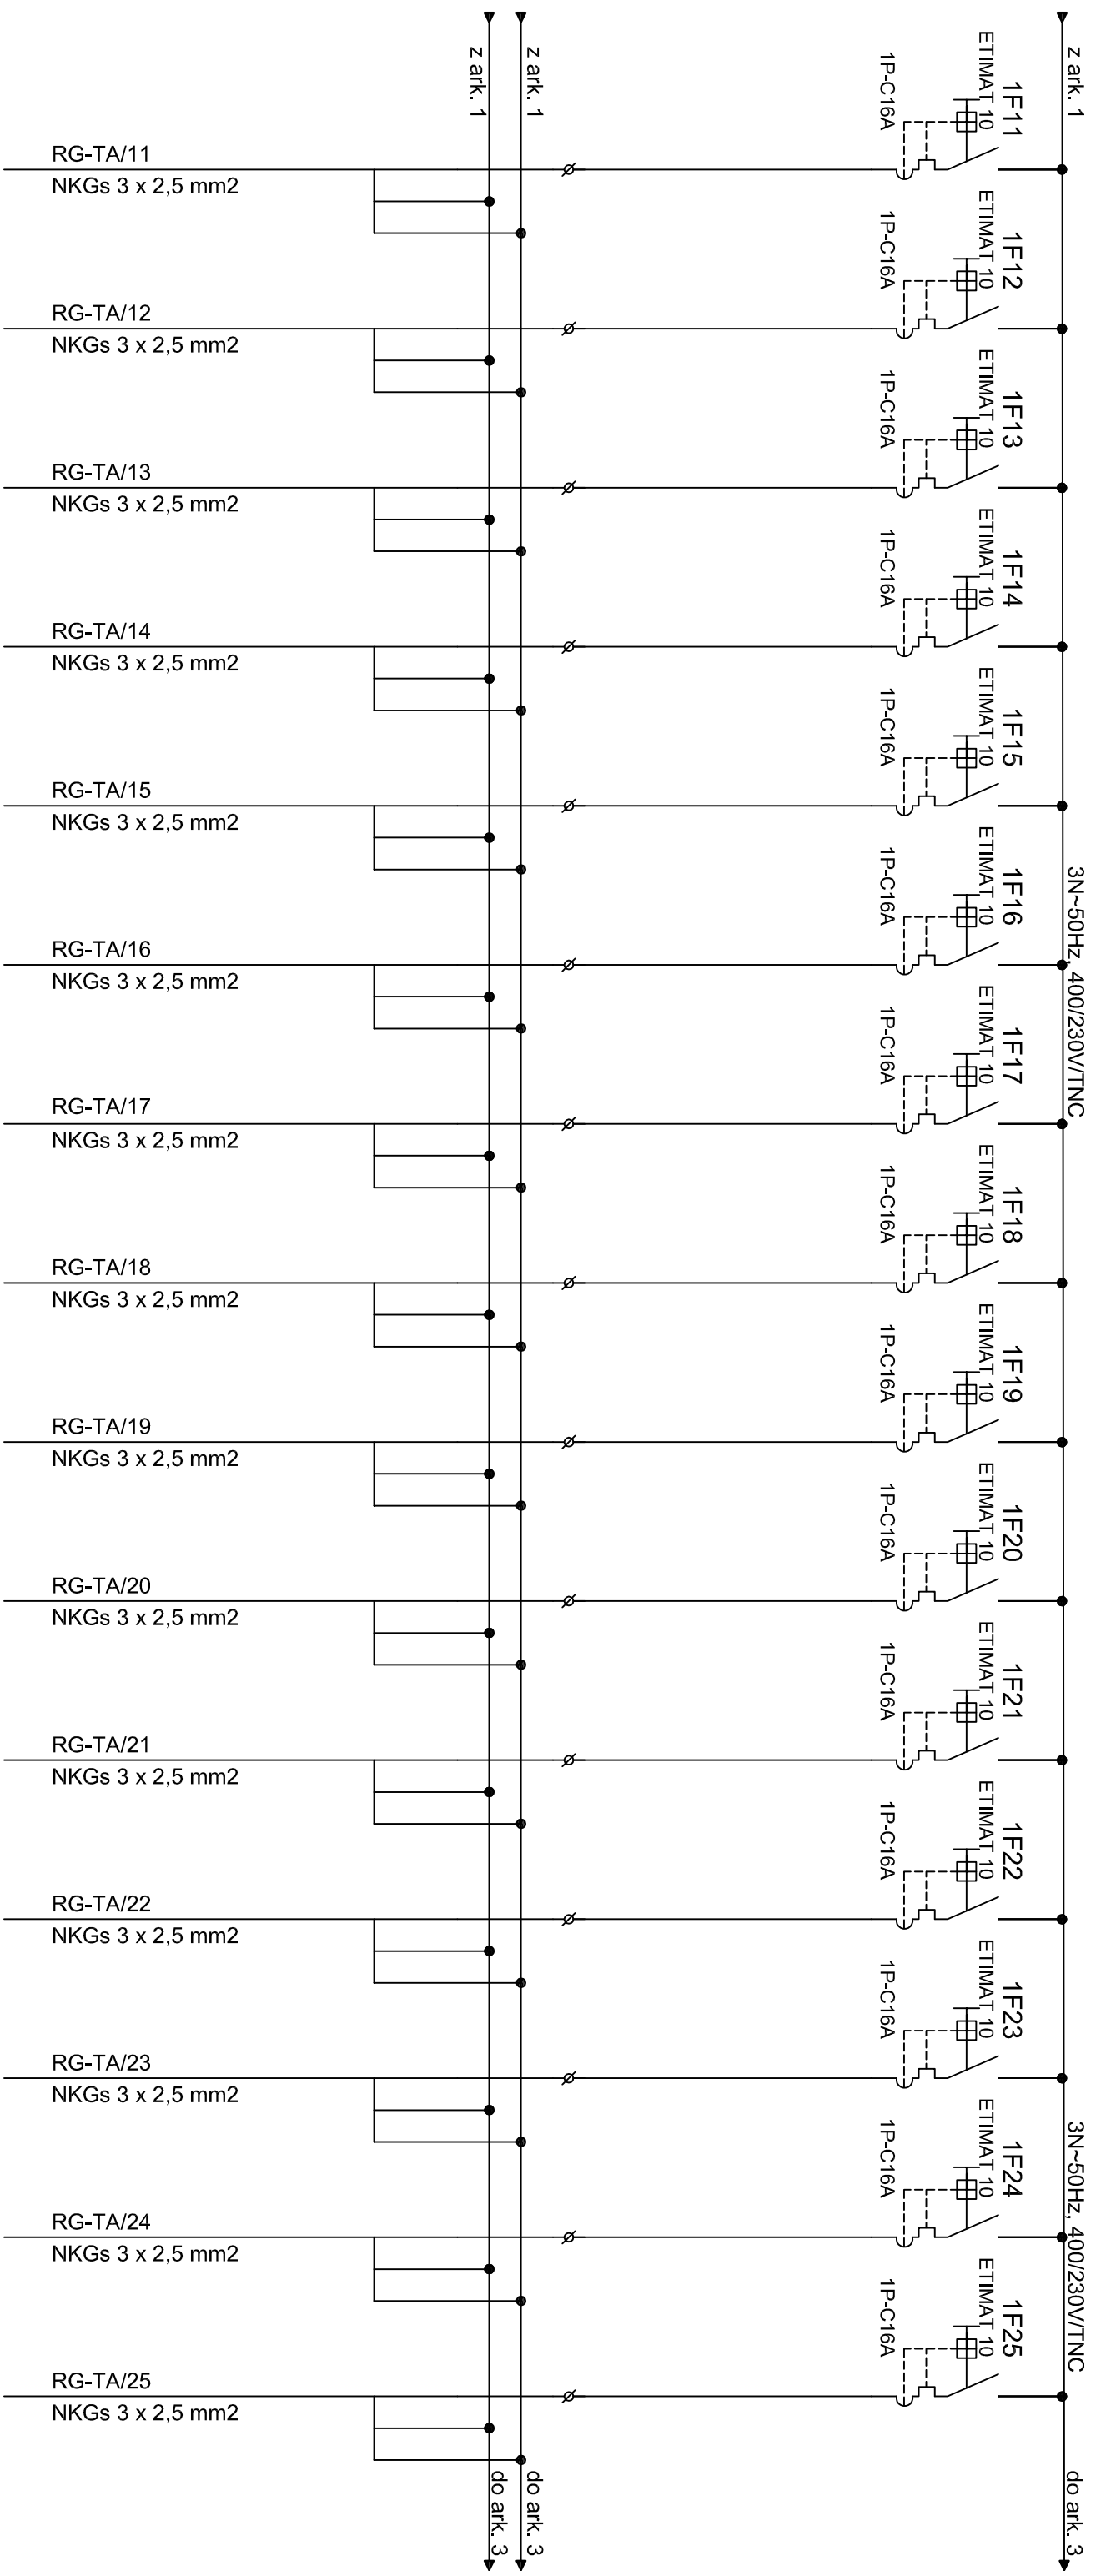 z ark. 1
3N~50Hz, 400/230V/TNC
3N~50Hz, 400/230V/TNC
do ark. 3
1F11
ETIMAT 10
1P-C16A
1F12
ETIMAT 10
1P-C16A
1F13
ETIMAT 10
1P-C16A
1F14
ETIMAT 10
1P-C16A
1F15
ETIMAT 10
1P-C16A
1F16
ETIMAT 10
1P-C16A
1F17
ETIMAT 10
1P-C16A
1F18
ETIMAT 10
1P-C16A
1F19
ETIMAT 10
1P-C16A
1F20
ETIMAT 10
1P-C16A
1F21
ETIMAT 10
1P-C16A
1F22
ETIMAT 10
1P-C16A
1F23
ETIMAT 10
1P-C16A
1F24
ETIMAT 10
1P-C16A
1F25
ETIMAT 10
1P-C16A
z ark. 1
do ark. 3
z ark. 1
do ark. 3
RG-TA/11
NKGs 3 x 2,5 mm2
RG-TA/12
NKGs 3 x 2,5 mm2
RG-TA/13
NKGs 3 x 2,5 mm2
RG-TA/14
NKGs 3 x 2,5 mm2
RG-TA/15
NKGs 3 x 2,5 mm2
RG-TA/16
NKGs 3 x 2,5 mm2
RG-TA/17
NKGs 3 x 2,5 mm2
RG-TA/18
NKGs 3 x 2,5 mm2
RG-TA/19
NKGs 3 x 2,5 mm2
RG-TA/20
NKGs 3 x 2,5 mm2
RG-TA/21
NKGs 3 x 2,5 mm2
RG-TA/22
NKGs 3 x 2,5 mm2
RG-TA/23
NKGs 3 x 2,5 mm2
RG-TA/24
NKGs 3 x 2,5 mm2
RG-TA/25
NKGs 3 x 2,5 mm2